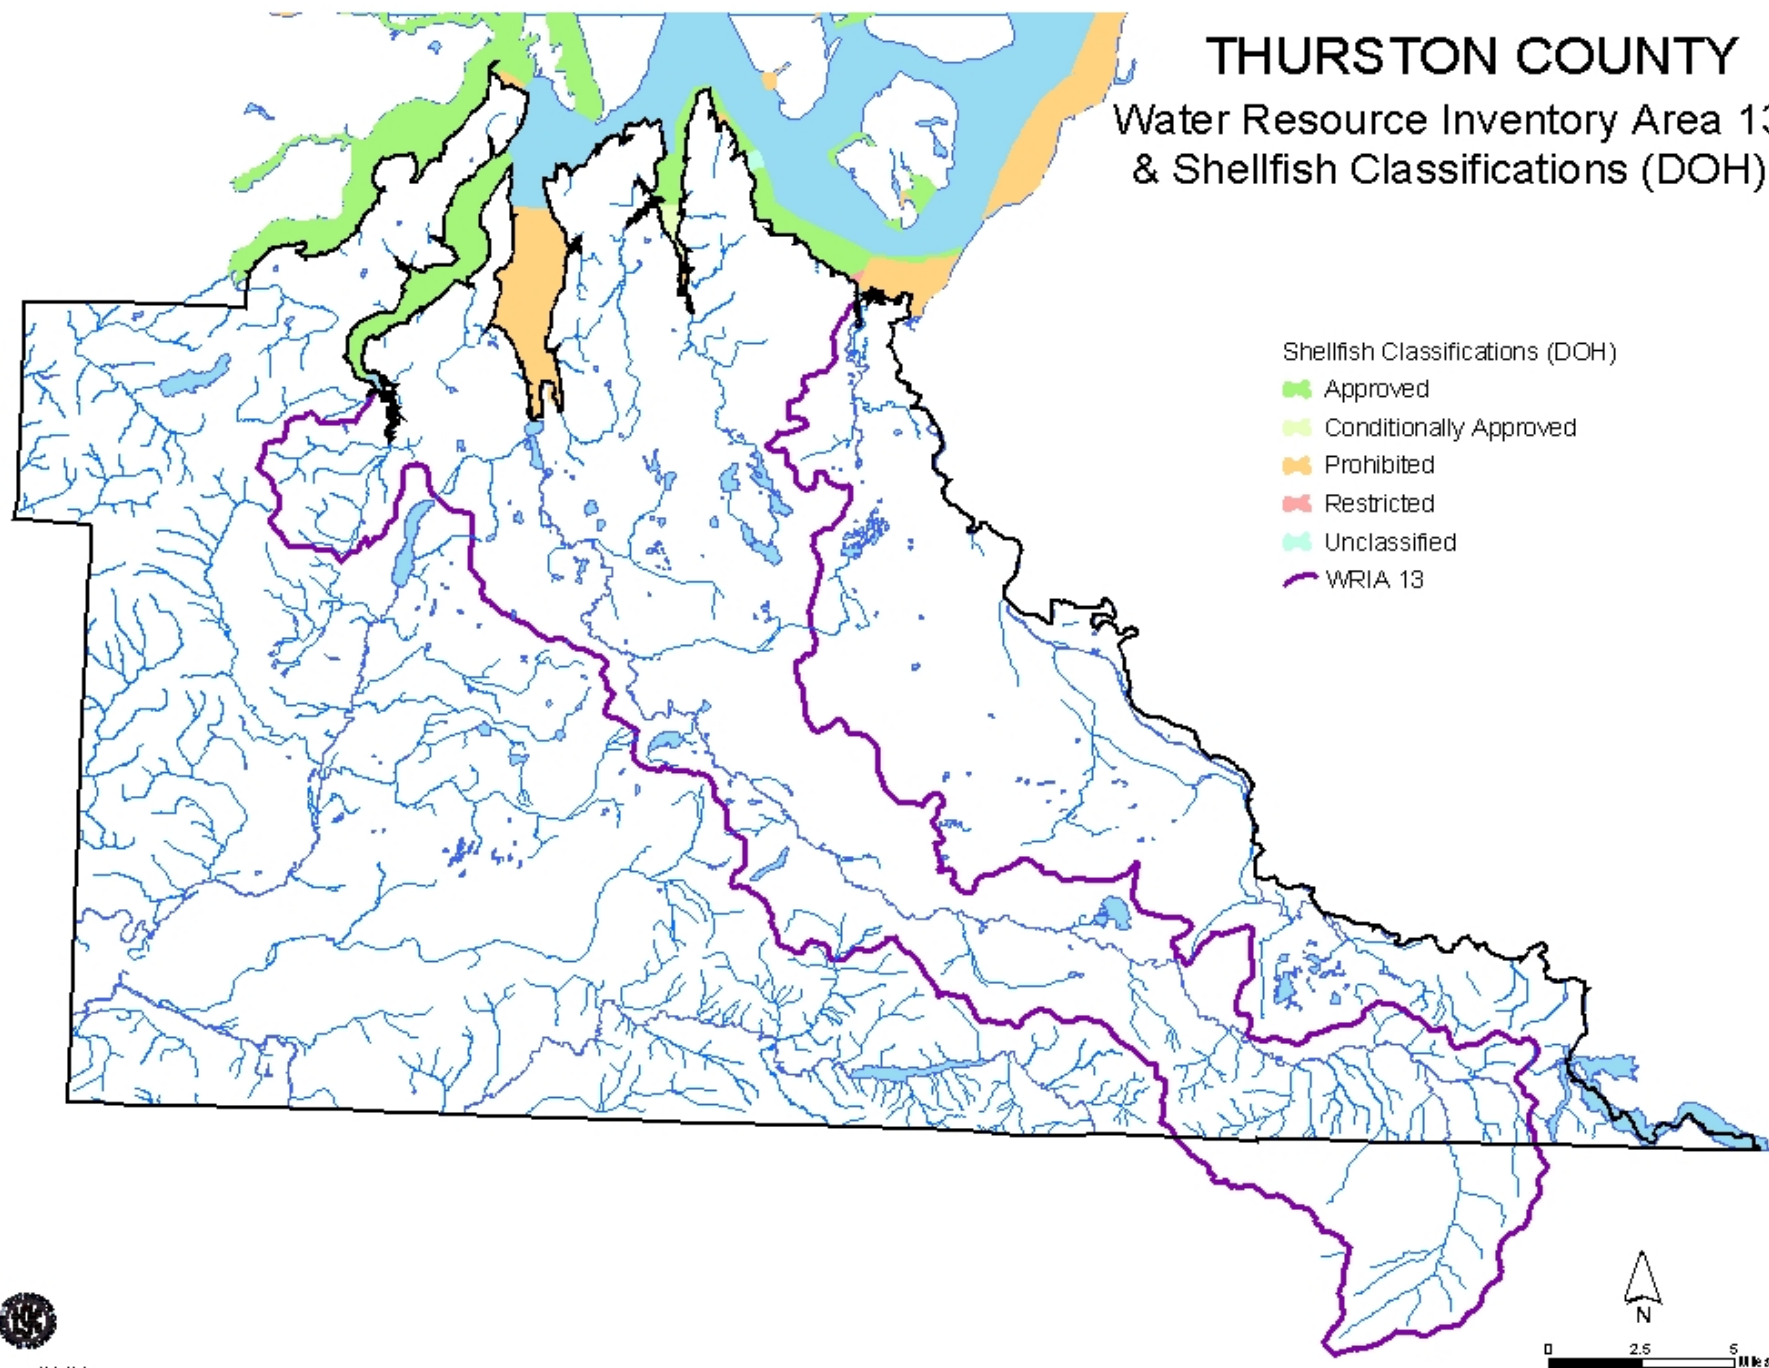 THURSTON COUNTY
Water Resource Inventory Area 13
& Shellfish Classifications (DOH)
Shellfish Classifications (DOH)
Approved
Conditionally Approved
Prohibited
Restricted
Unclassified
WRIA 13
N
0 2.5 5
Miles